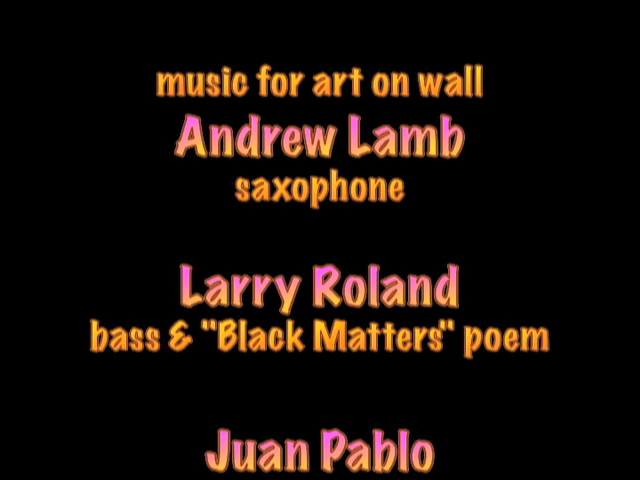 music for art on wall
Andrew Lamb
saxophone
Larry Roland
bass & "Black Matters" poem
Juan Pablo